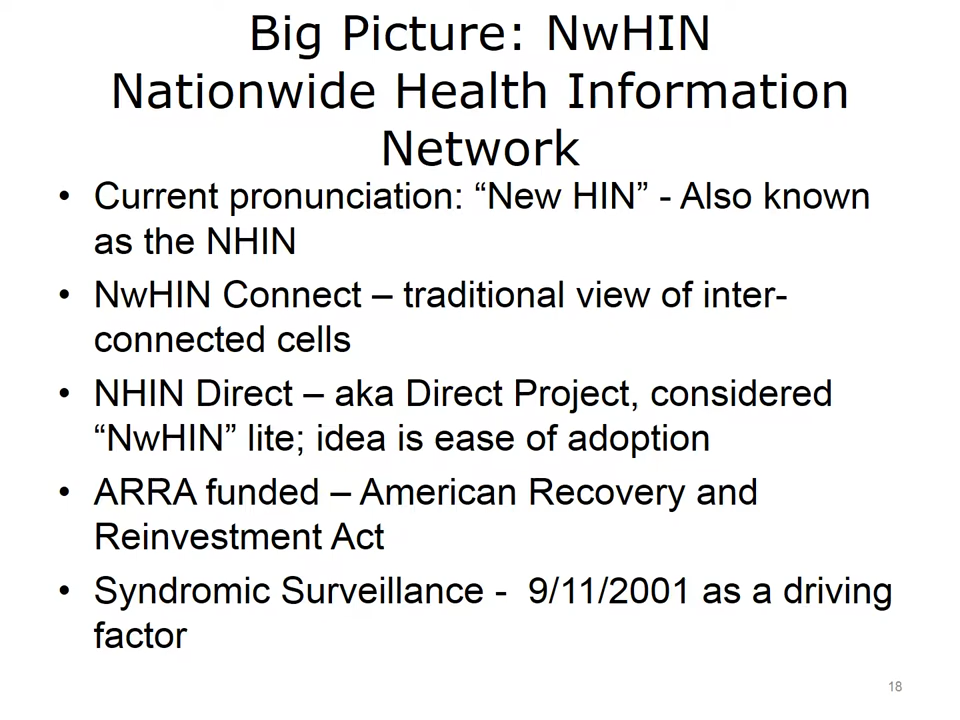 Big Picture: NwHIN
Nationwide Health Information
Network
• Current pronunciation: “New HIN” - Also known
as the NHIN
• NwHIN Connect – traditional view of inter-
connected cells
• NHIN Direct – aka Direct Project, considered
“NwHIN” lite; idea is ease of adoption
• ARRA funded – American Recovery and
Reinvestment Act
• Syndromic Surveillance -  9/11/2001 as a driving
factor
18